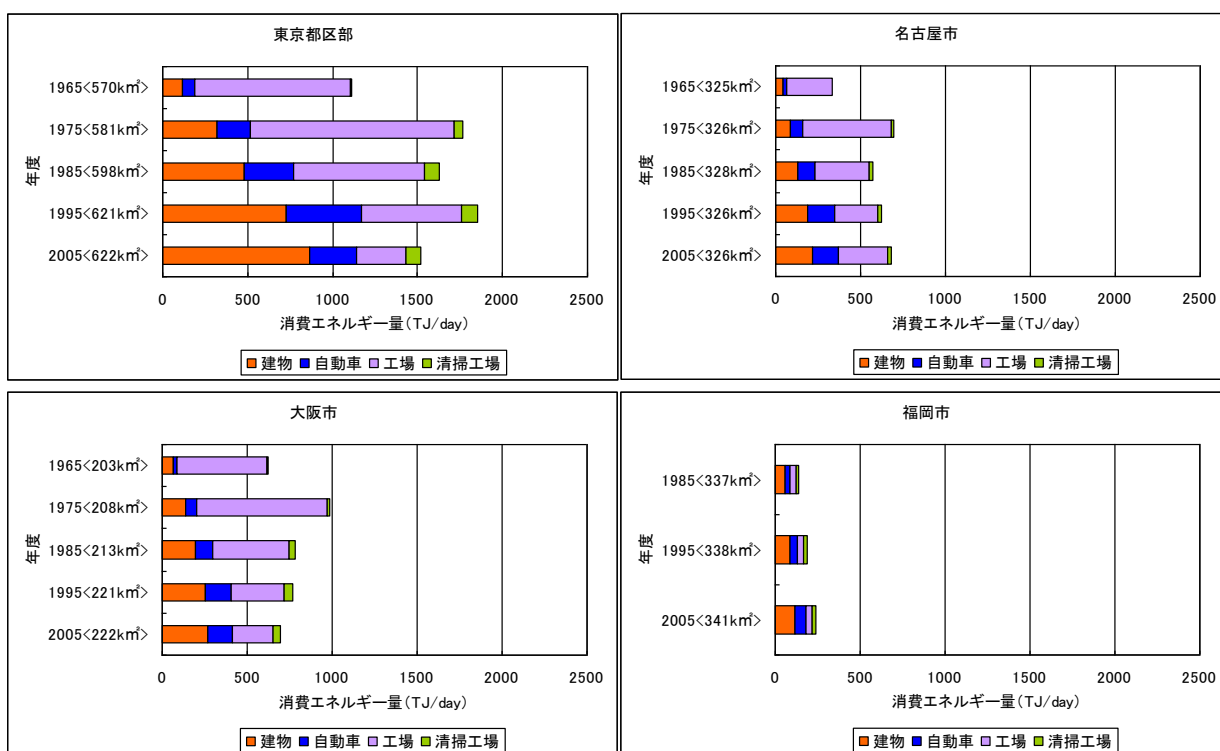 東京都区部
年度
1965<570k㎡>
1975<581k㎡>
1985<598k㎡>
1995<621k㎡>
2005<622k㎡>
0 500 1000 1500 2000 2500
消費エネルギー量(TJ/day)
建物 自動車 工場 清掃工場
名古屋市
年度
1965<325k㎡>
1975<326k㎡>
1985<328k㎡>
1995<326k㎡>
2005<326k㎡>
0 500 1000 1500 2000 2500
消費エネルギー量(TJ/day)
建物 自動車 工場 清掃工場
大阪市
年度
1965<203k㎡>
1975<208k㎡>
1985<213k㎡>
1995<221k㎡>
2005<222k㎡>
0 500 1000 1500 2000 2500
消費エネルギー量(TJ/day)
建物 自動車 工場 清掃工場
福岡市
年度
1985<337k㎡>
1995<338k㎡>
2005<341k㎡>
0 500 1000 1500 2000 2500
消費エネルギー量(TJ/day)
建物 自動車 工場 清掃工場